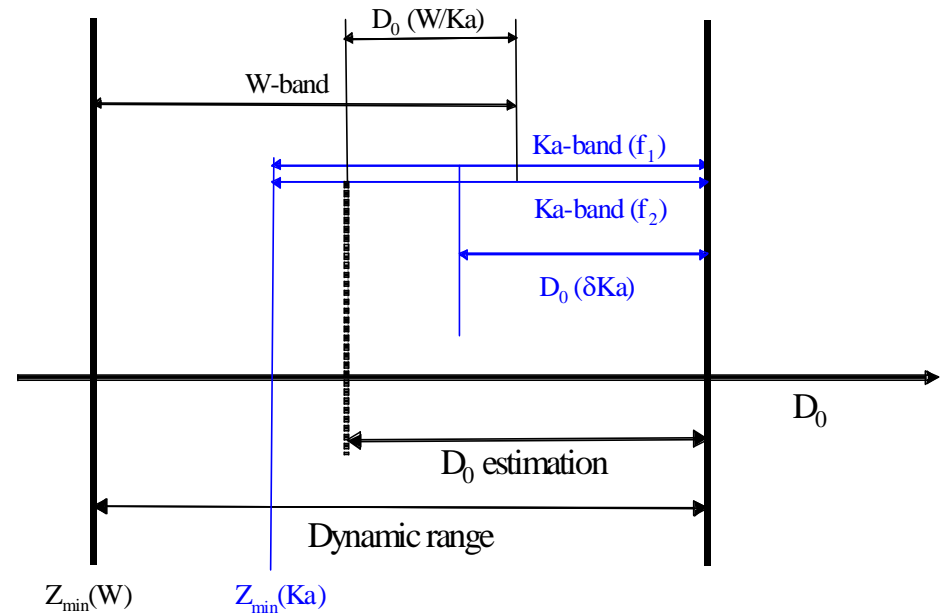 D₀ (W/Ka)
W-band
Ka-band (f₁)
Ka-band (f₂)
D₀ (δKa)
D₀
D₀ estimation
Dynamic range
Zₘᵢₙ(W)
Zₘᵢₙ(Ka)